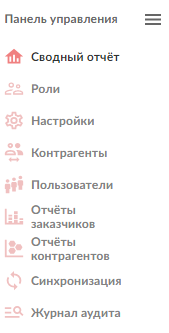 Панель управления
Сводный отчёт
Роли
Настройки
Контрагенты
Пользователи
Отчёты
заказчиков
Отчёты
контрагентов
Синхронизация
Журнал аудита